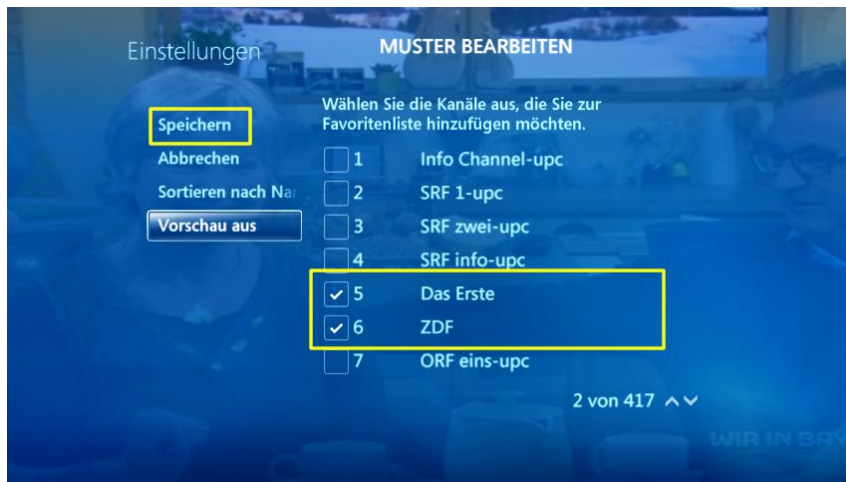 Einstellungen
MUSTER BEARBEITEN
Wählen Sie die Kanäle aus, die Sie zur
Favoritenliste hinzufügen möchten.
Speichern
Abbrechen
Sortieren nach Na
Vorschau aus
1 Info Channel-upc
2 SRF 1-upc
3 SRF zwei-upc
4 SRF info-upc
5 Das Erste
6 ZDF
7 ORF eins-upc
2 von 417
WIR IN BAY